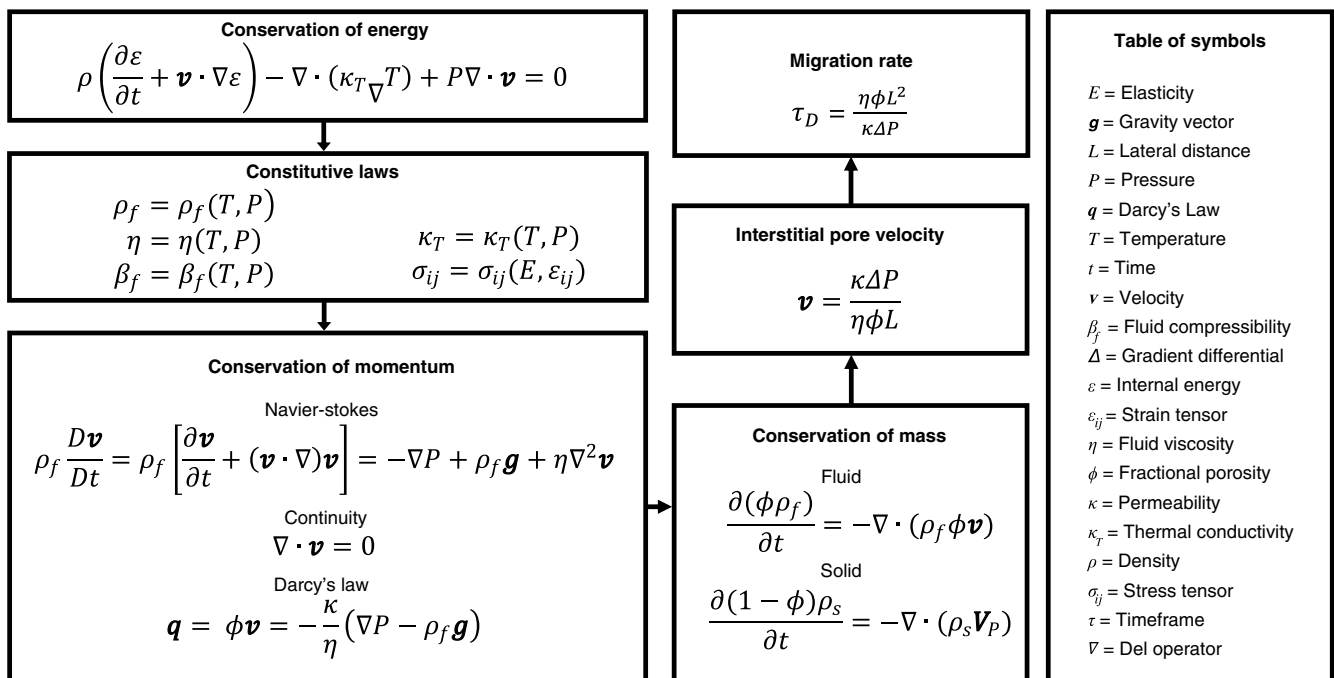 Conservation of energy
ρ(∂ε/∂t + v · ∇ε) − ∇ · (κ_T ∇T) + P∇ · v = 0
Constitutive laws
ρ_f = ρ_f(T, P)
η = η(T, P)
κ_T = κ_T(T, P)
β_f = β_f(T, P)
σ_ij = σ_ij(E, ε_ij)
Conservation of momentum
Navier-stokes
ρ_f Dv/Dt = ρ_f [∂v/∂t + (v · ∇)v] = −∇P + ρ_f g + η∇²v
Continuity
∇ · v = 0
Darcy's law
q = ϕv = −κ/η (∇P − ρ_f g)
Migration rate
τ_D = ηϕL²/κΔP
Interstitial pore velocity
v = κΔP/ηϕL
Conservation of mass
Fluid
∂(ϕρ_f)/∂t = −∇ · (ρ_f ϕv)
Solid
∂(1 − ϕ)ρ_s/∂t = −∇ · (ρ_s V_P)
Table of symbols
E = Elasticity
g = Gravity vector
L = Lateral distance
P = Pressure
q = Darcy's Law
T = Temperature
t = Time
v = Velocity
β_f = Fluid compressibility
Δ = Gradient differential
ε = Internal energy
ε_ij = Strain tensor
η = Fluid viscosity
ϕ = Fractional porosity
κ = Permeability
κ_T = Thermal conductivity
ρ = Density
σ_ij = Stress tensor
τ = Timeframe
∇ = Del operator